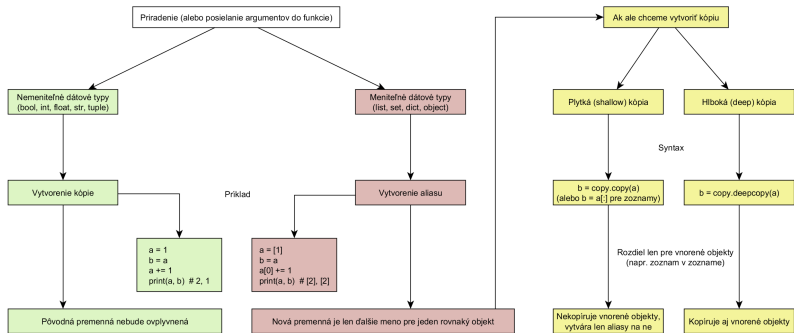 Priradenie (alebo posielanie argumentov do funkcie)
Ak ale chceme vytvoriť kópiu
Nemeniteľné dátové typy
(bool, int, float, str, tuple)
Meniteľné dátové typy
(list, set, dict, object)
Plytká (shallow) kópia
Hlboká (deep) kópia
Syntax
Vytvorenie kópie
Príklad
Vytvorenie aliasu
b = copy.copy(a)
(alebo b = a[:] pre zoznamy)
b = copy.deepcopy(a)
a = 1
b = a
a += 1
print(a, b)  # 2, 1
a = [1]
b = a
a[0] += 1
print(a, b)  # [2], [2]
Rozdiel len pre vnorené objekty
(napr. zoznam v zozname)
Pôvodná premenná nebude ovplyvnená
Nová premenná je len ďalšie meno pre jeden rovnaký objekt
Nekopíruje vnorené objekty,
vytvára len aliasy na ne
Kopíruje aj vnorené objekty